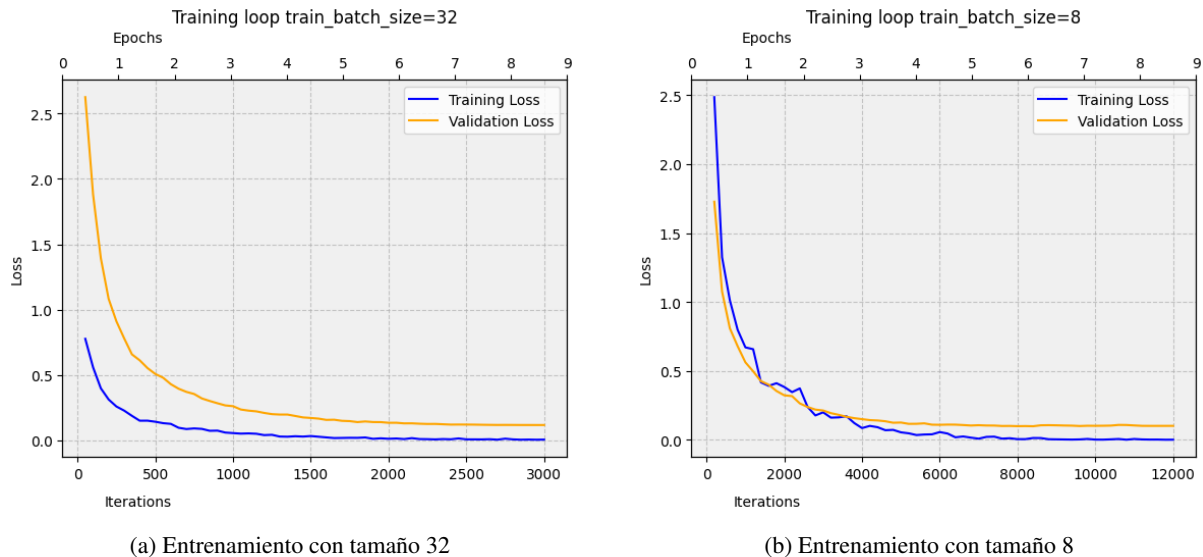 Training loop train_batch_size=32
Epochs
0 1 2 3 4 5 6 7 8 9
Training Loss
Validation Loss
2.5
2.0
1.5
1.0
0.5
0.0
Loss
0 500 1000 1500 2000 2500 3000
Iterations
(a) Entrenamiento con tamaño 32
Training loop train_batch_size=8
Epochs
0 1 2 3 4 5 6 7 8 9
Training Loss
Validation Loss
2.5
2.0
1.5
1.0
0.5
0.0
Loss
0 2000 4000 6000 8000 10000 12000
Iterations
(b) Entrenamiento con tamaño 8